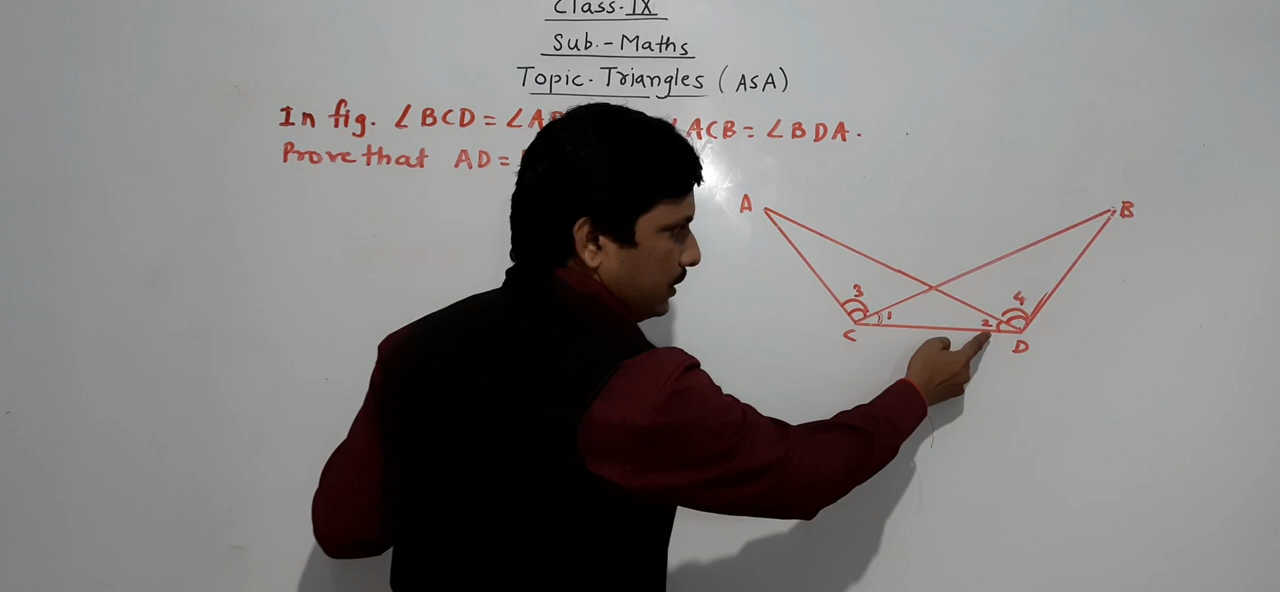 Class-IX
Sub.-Maths
Topic-Triangles (ASA)
In fig. ∠BCD = ∠A ∠ACB = ∠BDA.
Prove that AD =
A
B
3
4
1
2
C
D